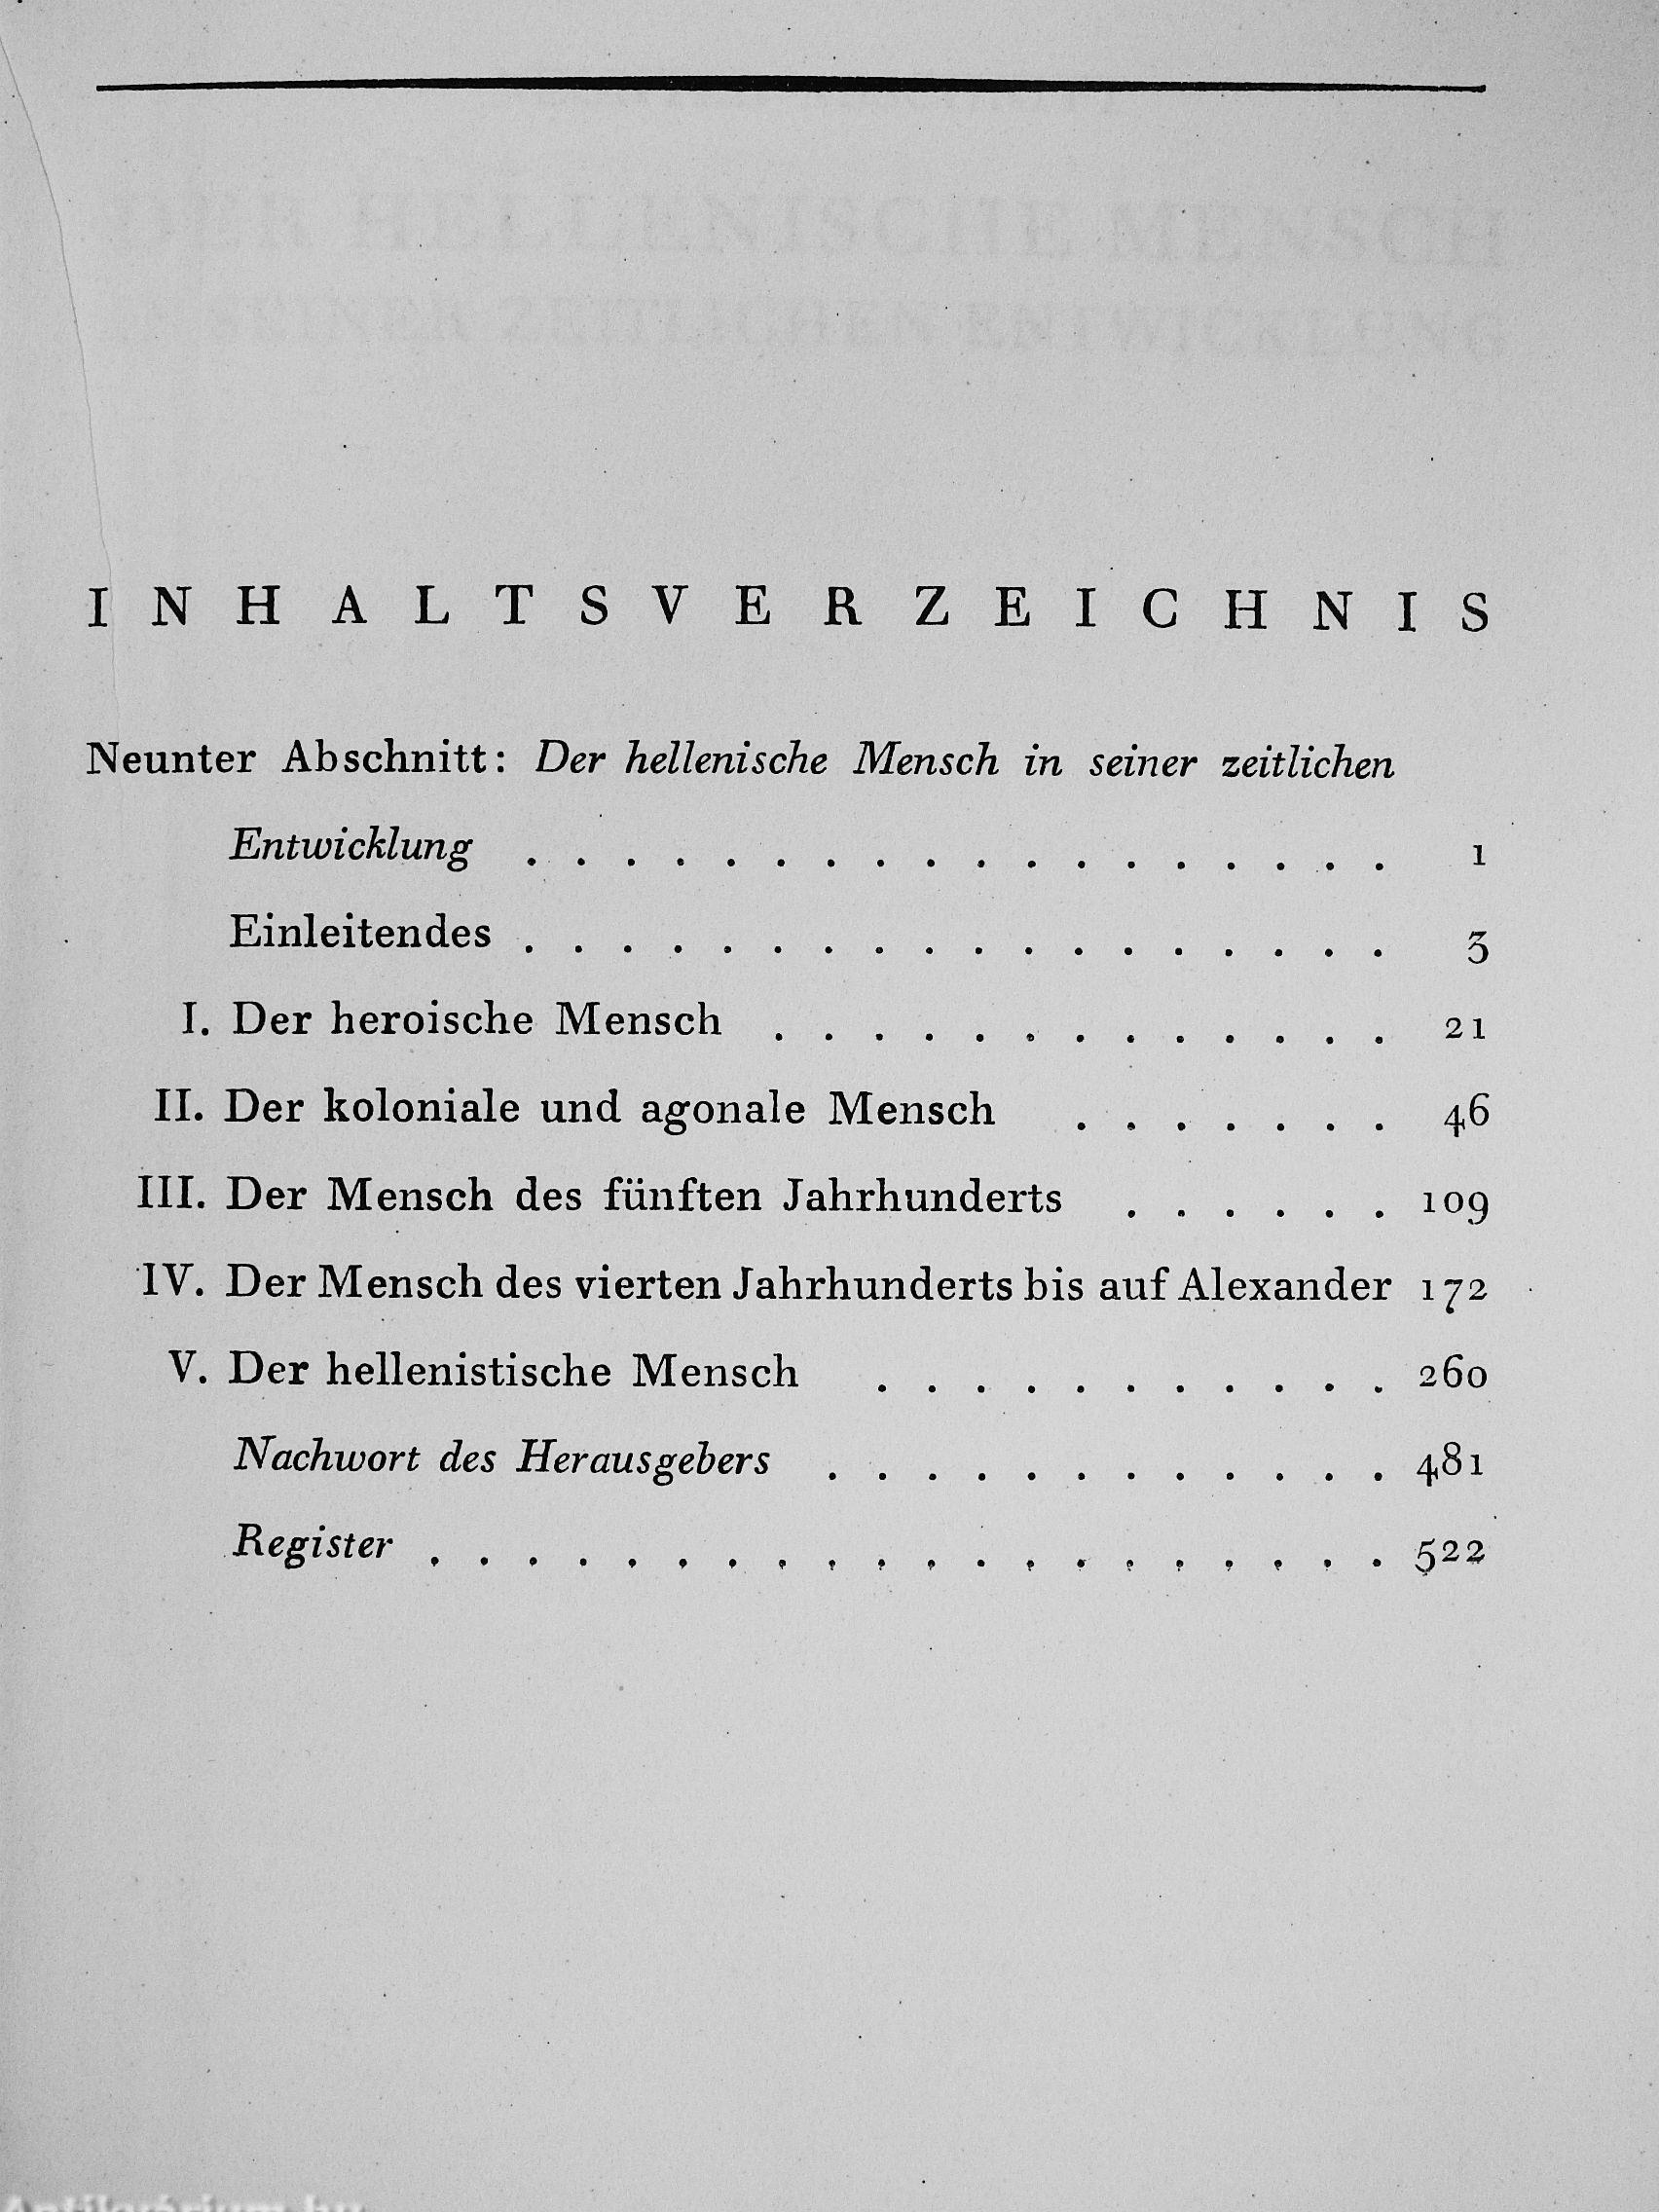 INHALTSVERZEICHNIS
Neunter Abschnitt: Der hellenische Mensch in seiner zeitlichen
Entwicklung . . . . . . . . . . . . . . . . . . 1
Einleitendes . . . . . . . . . . . . . . . . . . 3
I. Der heroische Mensch . . . . . . . . . . . . . 21
II. Der koloniale und agonale Mensch . . . . . . . 46
III. Der Mensch des fünften Jahrhunderts . . . . . . 109
IV. Der Mensch des vierten Jahrhunderts bis auf Alexander 172
V. Der hellenistische Mensch . . . . . . . . . . . 260
Nachwort des Herausgebers . . . . . . . . . . . . 481
Register . . . . . . . . . . . . . . . . . . . . 522